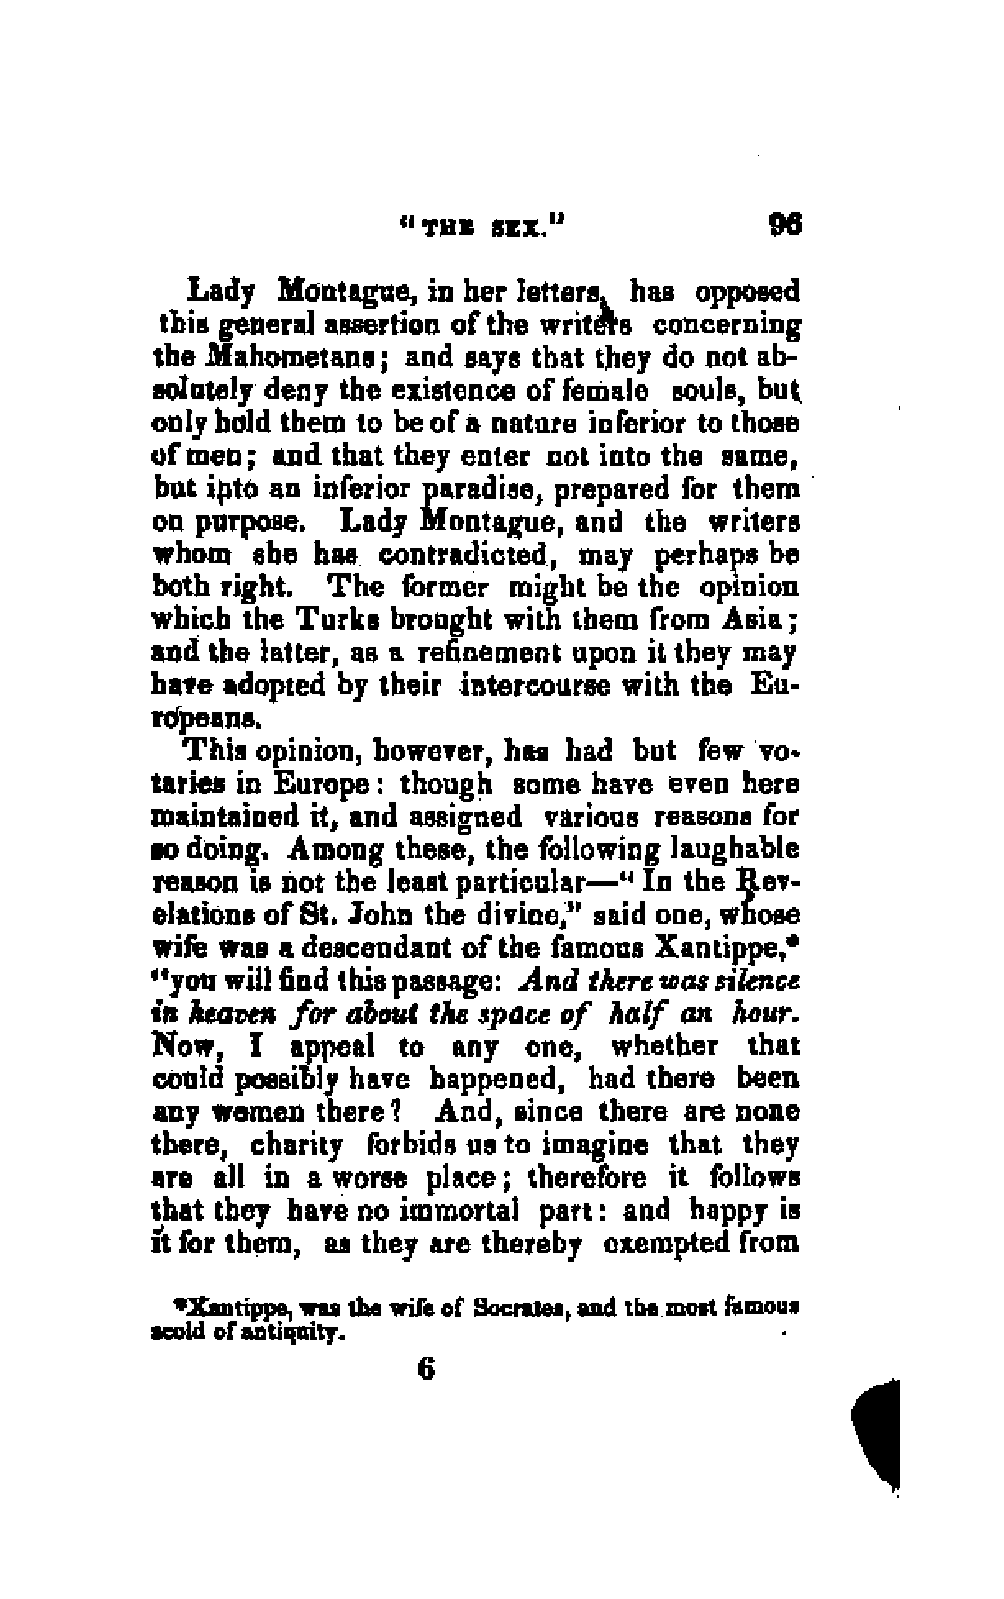 "THE SEX." 96
Lady Montague, in her letters, has opposed
this general assertion of the writers concerning
the Mahometans; and says that they do not ab-
solutely deny the existence of female souls, but
only hold them to be of a nature inferior to those
of men; and that they enter not into the same,
but into an inferior paradise, prepared for them
on purpose. Lady Montague, and the writers
whom she has contradicted, may perhaps be
both right. The former might be the opinion
which the Turks brought with them from Asia;
and the latter, as a refinement upon it they may
have adopted by their intercourse with the Eu-
ropeans.
This opinion, however, has had but few vo-
taries in Europe: though some have even here
maintained it, and assigned various reasons for
so doing. Among these, the following laughable
reason is not the least particular—"In the Rev-
elations of St. John the divine," said one, whose
wife was a descendant of the famous Xantippe,*
"you will find this passage: And there was silence
in heaven for about the space of half an hour.
Now, I appeal to any one, whether that
could possibly have happened, had there been
any women there? And, since there are none
there, charity forbids us to imagine that they
are all in a worse place; therefore it follows
that they have no immortal part: and happy is
it for them, as they are thereby exempted from
*Xantippe, was the wife of Socrates, and the most famous
scold of antiquity.
6